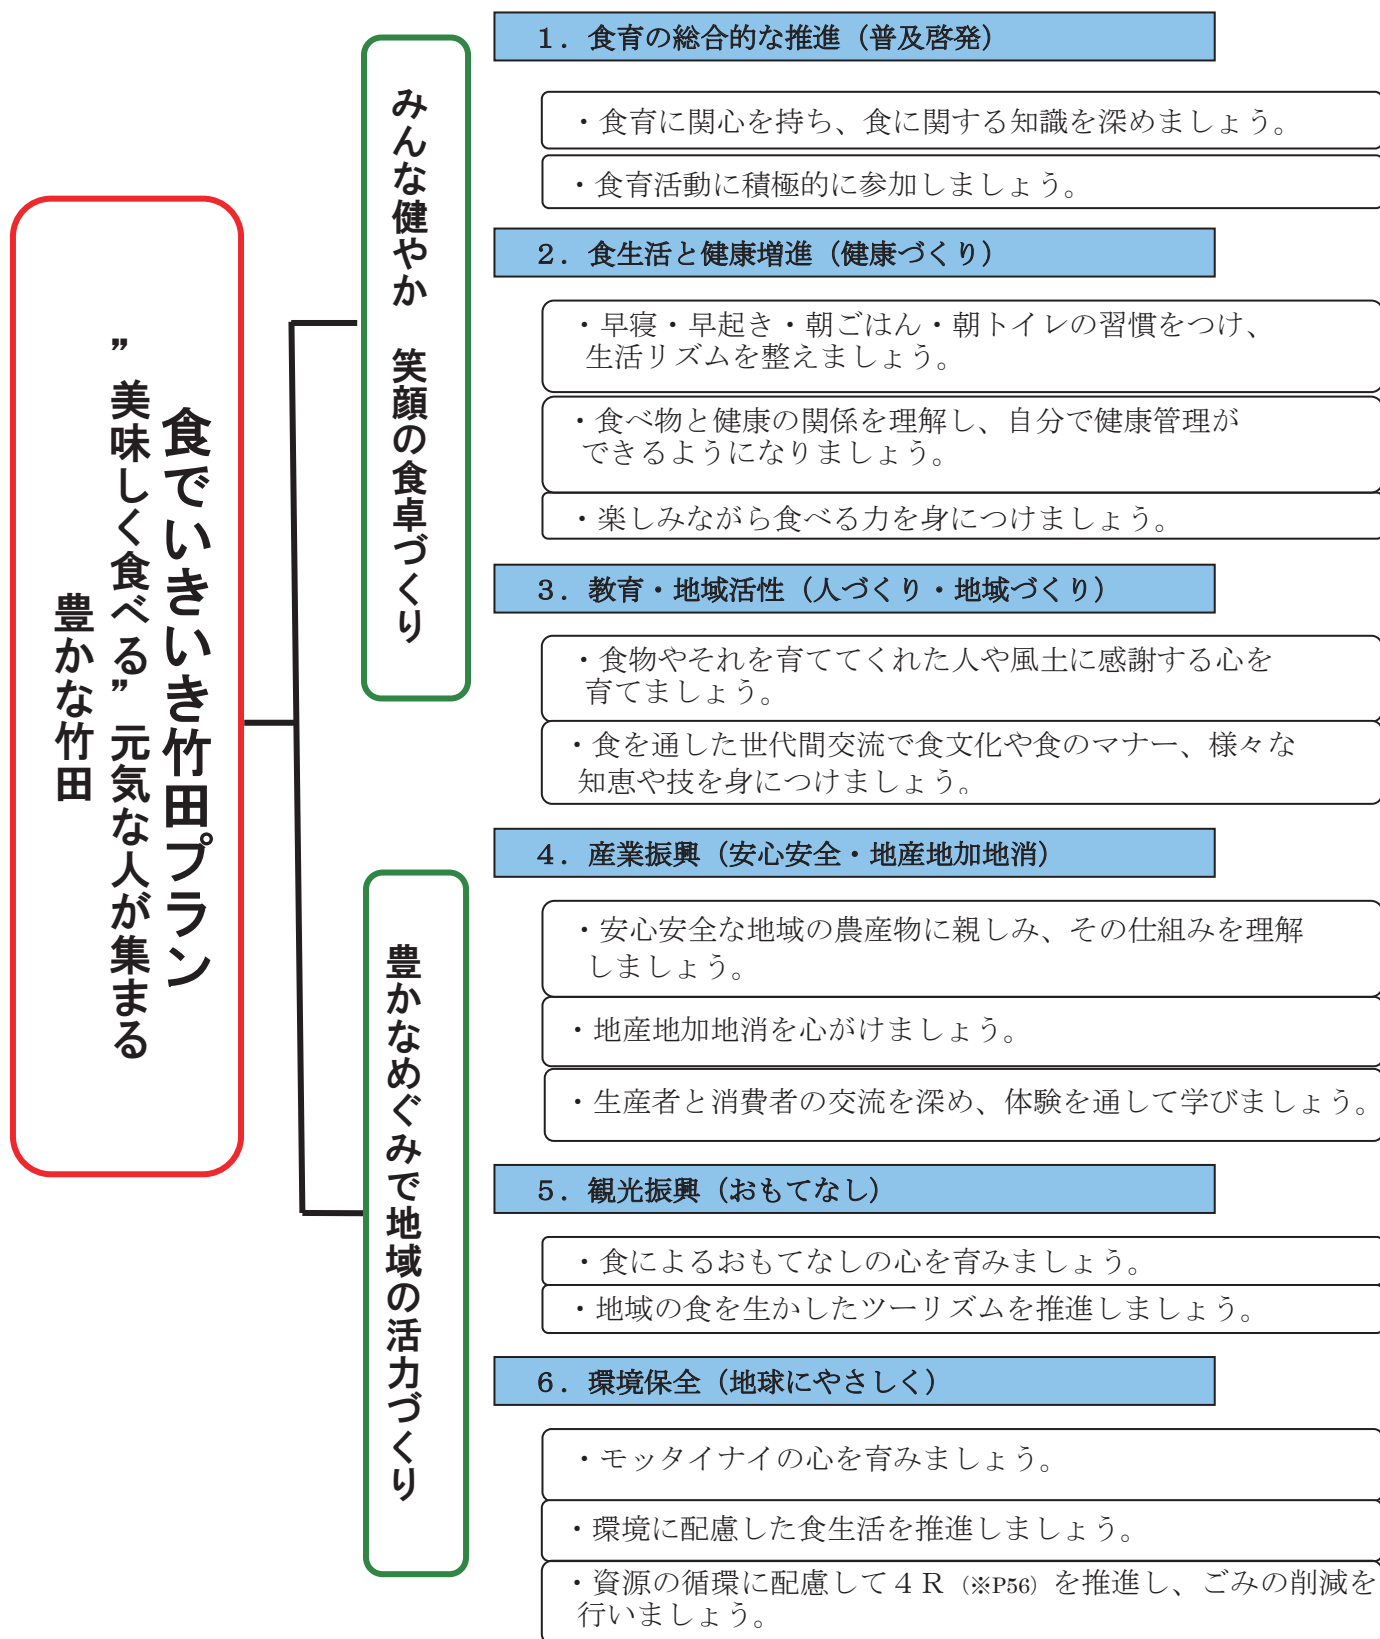 食でいきいき竹田プラン
”美味しく食べる”元気な人が集まる
豊かな竹田
みんな健やか　笑顔の食卓づくり
１．食育の総合的な推進（普及啓発）
・食育に関心を持ち、食に関する知識を深めましょう。
・食育活動に積極的に参加しましょう。
２．食生活と健康増進（健康づくり）
・早寝・早起き・朝ごはん・朝トイレの習慣をつけ、
生活リズムを整えましょう。
・食べ物と健康の関係を理解し、自分で健康管理が
できるようになりましょう。
・楽しみながら食べる力を身につけましょう。
３．教育・地域活性（人づくり・地域づくり）
・食物やそれを育ててくれた人や風土に感謝する心を
育てましょう。
・食を通した世代間交流で食文化や食のマナー、様々な
知恵や技を身につけましょう。
豊かなめぐみで地域の活力づくり
４．産業振興（安心安全・地産地加地消）
・安心安全な地域の農産物に親しみ、その仕組みを理解
しましょう。
・地産地加地消を心がけましょう。
・生産者と消費者の交流を深め、体験を通して学びましょう。
５．観光振興（おもてなし）
・食によるおもてなしの心を育みましょう。
・地域の食を生かしたツーリズムを推進しましょう。
６．環境保全（地球にやさしく）
・モッタイナイの心を育みましょう。
・環境に配慮した食生活を推進しましょう。
・資源の循環に配慮して４Ｒ（※P56）を推進し、ごみの削減を
行いましょう。